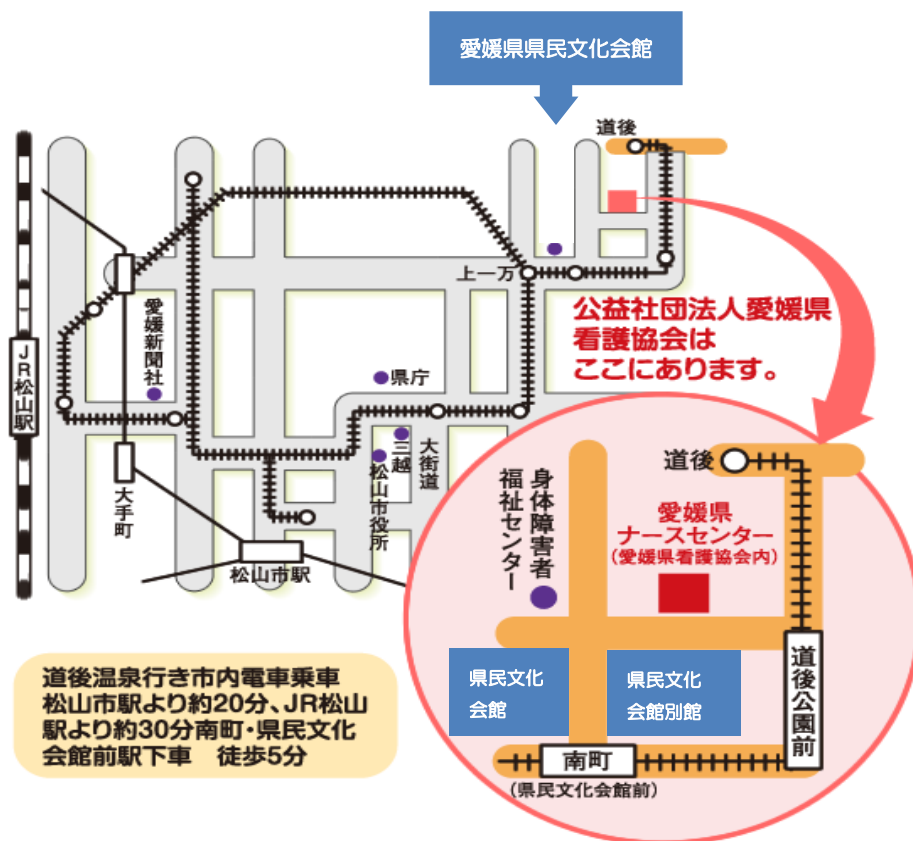 愛媛県県民文化会館
道後
上一万
公益社団法人愛媛県
看護協会は
ここにあります。
愛媛新聞社
JR松山駅
県庁
三越
大街道
松山市役所
大手町
松山市駅
道後
身体障害者
福祉センター
愛媛県
ナースセンター
(愛媛県看護協会内)
県民文化
会館
県民文化
会館別館
道後公園前
南町
(県民文化会館前)
道後温泉行き市内電車乗車
松山市駅より約20分、JR松山
駅より約30分南町・県民文化
会館前駅下車　徒歩5分